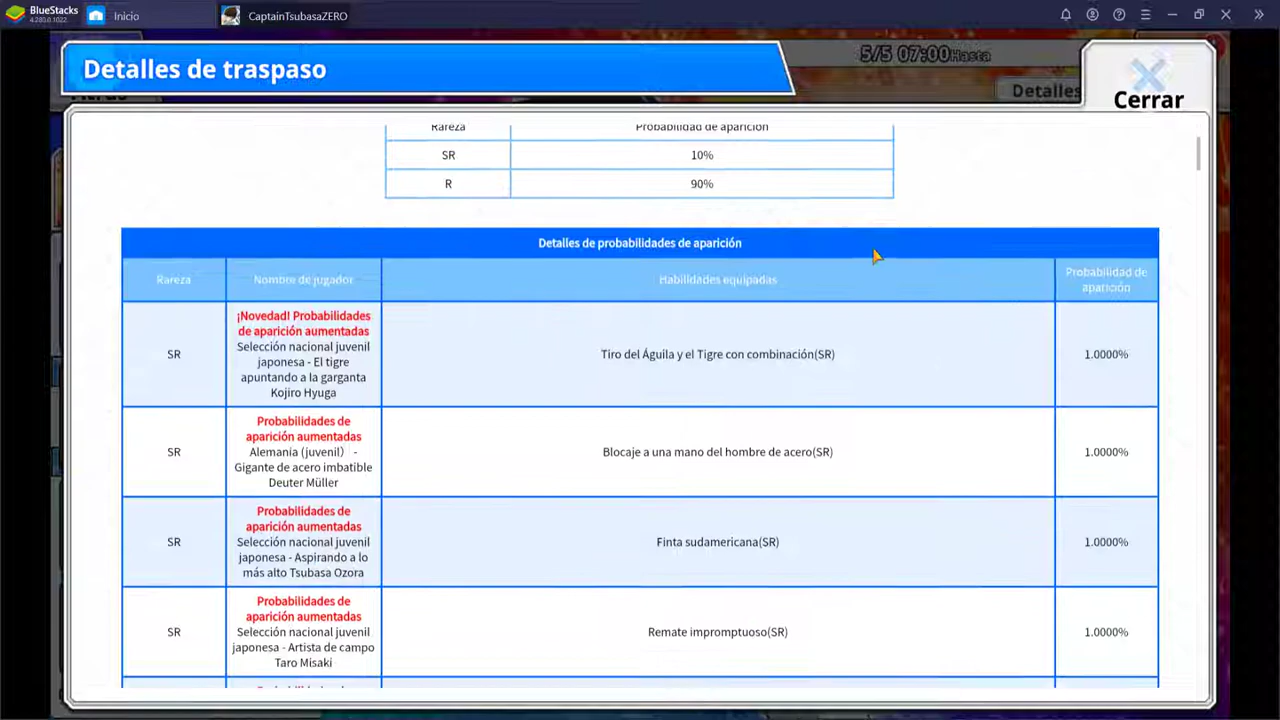 BlueStacks
4.280.0.1022
Inicio
CaptainTsubasaZERO
Detalles de traspaso
5/5 07:00Hasta
Detalles
Cerrar
Rareza
Probabilidad de aparición
SR
10%
R
90%
Detalles de probabilidades de aparición
Rareza
Nombre de jugador
Habilidades equipadas
Probabilidad de
aparición
SR
¡Novedad! Probabilidades
de aparición aumentadas
Selección nacional juvenil
japonesa - El tigre
apuntando a la garganta
Kojiro Hyuga
Tiro del Águila y el Tigre con combinación(SR)
1.0000%
SR
Probabilidades de
aparición aumentadas
Alemania (juvenil） -
Gigante de acero imbatible
Deuter Müller
Blocaje a una mano del hombre de acero(SR)
1.0000%
SR
Probabilidades de
aparición aumentadas
Selección nacional juvenil
japonesa - Aspirando a lo
más alto Tsubasa Ozora
Finta sudamericana(SR)
1.0000%
SR
Probabilidades de
aparición aumentadas
Selección nacional juvenil
japonesa - Artista de campo
Taro Misaki
Remate impromptuoso(SR)
1.0000%